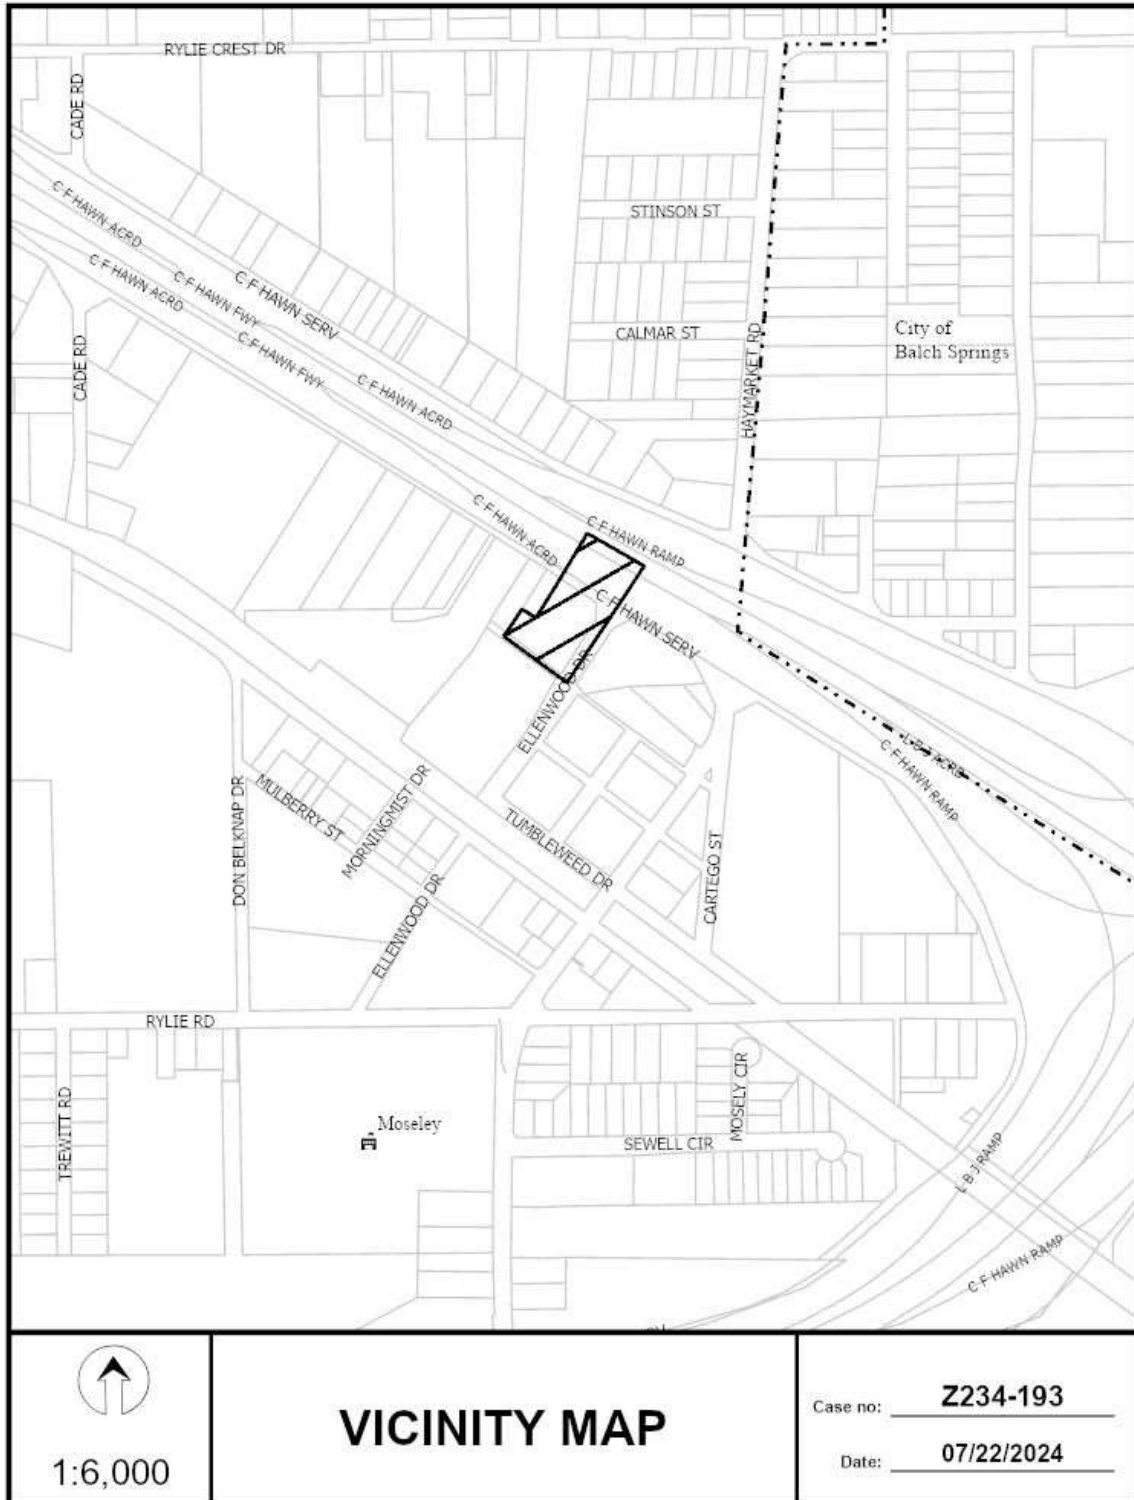 RYLIE CREST DR
CADE RD
C F HAWN ACRD
C F HAWN ACRD
C F HAWN FWY
C F HAWN SERV
C F HAWN FWY
C F HAWN ACRD
STINSON ST
CALMAR ST
HAYMARKET RD
City of
Balch Springs
CADE RD
C F HAWN ACRD
C F HAWN RAMP
C F HAWN SERV
ELLENWOOD DR
L B J ACRD
C F HAWN RAMP
DON BELKNAP DR
MULBERRY ST
MORNINGMIST DR
TUMBLEWEED DR
ELLENWOOD DR
CARTEGO ST
RYLIE RD
TREWITT RD
Moseley
MOSELY CIR
SEWELL CIR
L B J RAMP
C F HAWN RAMP
1:6,000
VICINITY MAP
Case no: Z234-193
Date: 07/22/2024